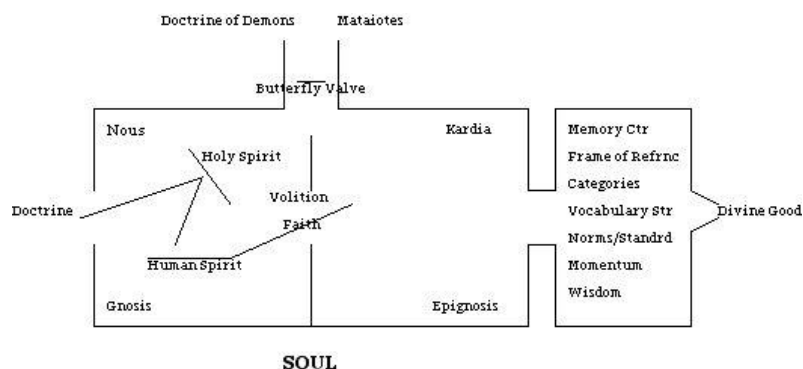 Doctrine of Demons
Mataiotes
Butterfly Valve
Nous
Kardia
Holy Spirit
Volition
Faith
Doctrine
Human Spirit
Gnosis
Epignosis
Memory Ctr
Frame of Refrnc
Categories
Vocabulary Str
Norms/Standrd
Momentum
Wisdom
Divine Good
SOUL